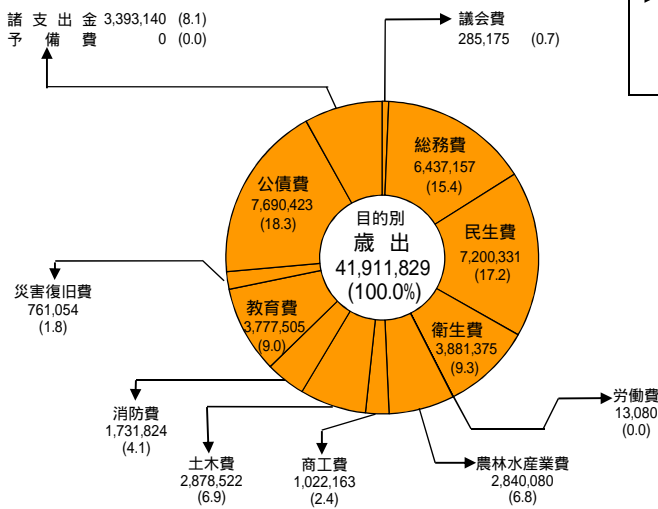 諸支出金 3,393,140 (8.1)
予備費 0 (0.0)
議会費
285,175 (0.7)
総務費
6,437,157
(15.4)
民生費
7,200,331
(17.2)
衛生費
3,881,375
(9.3)
労働費
13,080
(0.0)
農林水産業費
2,840,080
(6.8)
商工費
1,022,163
(2.4)
土木費
2,878,522
(6.9)
消防費
1,731,824
(4.1)
教育費
3,777,505
(9.0)
災害復旧費
761,054
(1.8)
公債費
7,690,423
(18.3)
目的別
歳出
41,911,829
(100.0%)